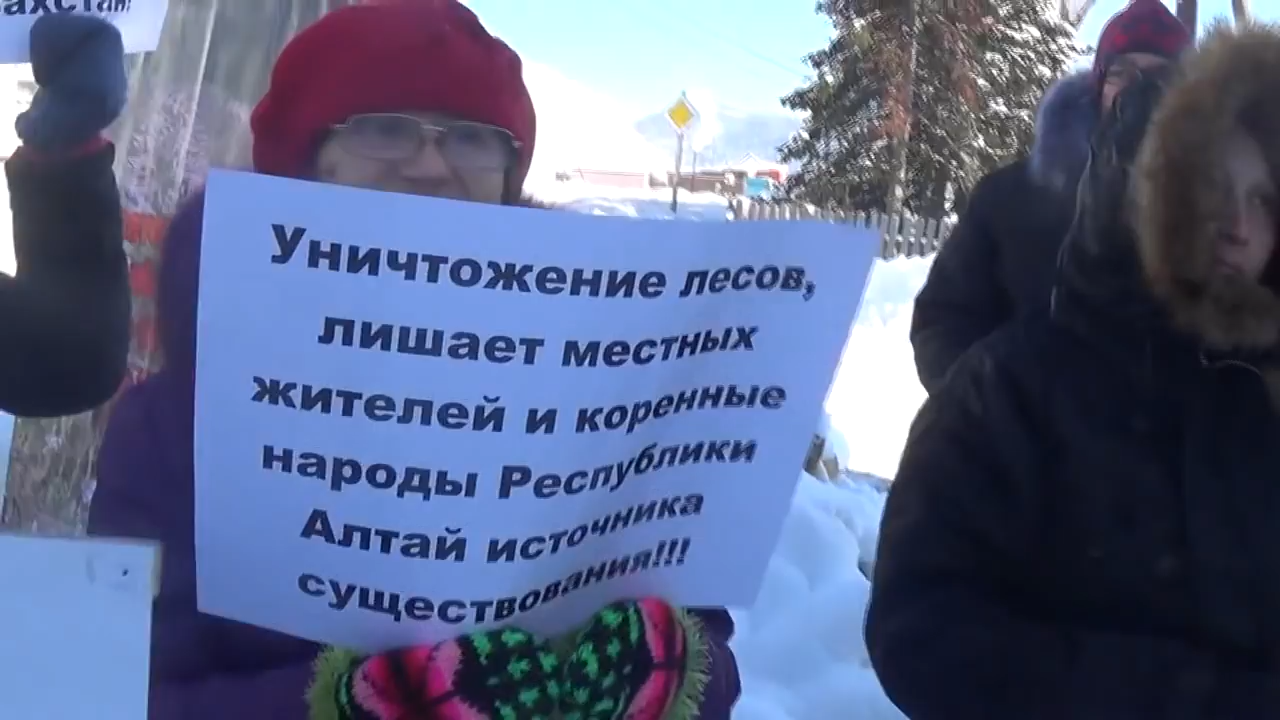 Уничтожение лесов,
лишает местных
жителей и коренные
народы Республики
Алтай источника
существования!!!